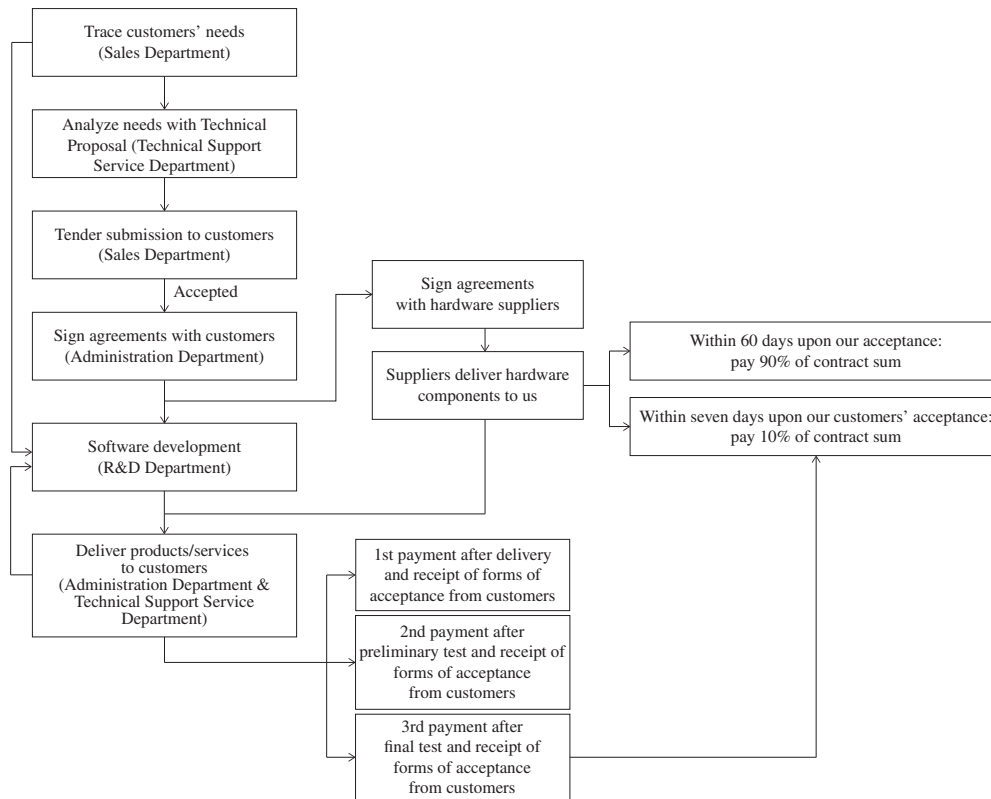 Trace customers’ needs
(Sales Department)
Analyze needs with Technical
Proposal (Technical Support
Service Department)
Tender submission to customers
(Sales Department)
Accepted
Sign agreements with customers
(Administration Department)
Sign agreements
with hardware suppliers
Suppliers deliver hardware
components to us
Within 60 days upon our acceptance:
pay 90% of contract sum
Within seven days upon our customers’ acceptance:
pay 10% of contract sum
Software development
(R&D Department)
Deliver products/services
to customers
(Administration Department &
Technical Support Service
Department)
1st payment after delivery
and receipt of forms of
acceptance from customers
2nd payment after
preliminary test and receipt of
forms of acceptance
from customers
3rd payment after
final test and receipt of
forms of acceptance
from customers